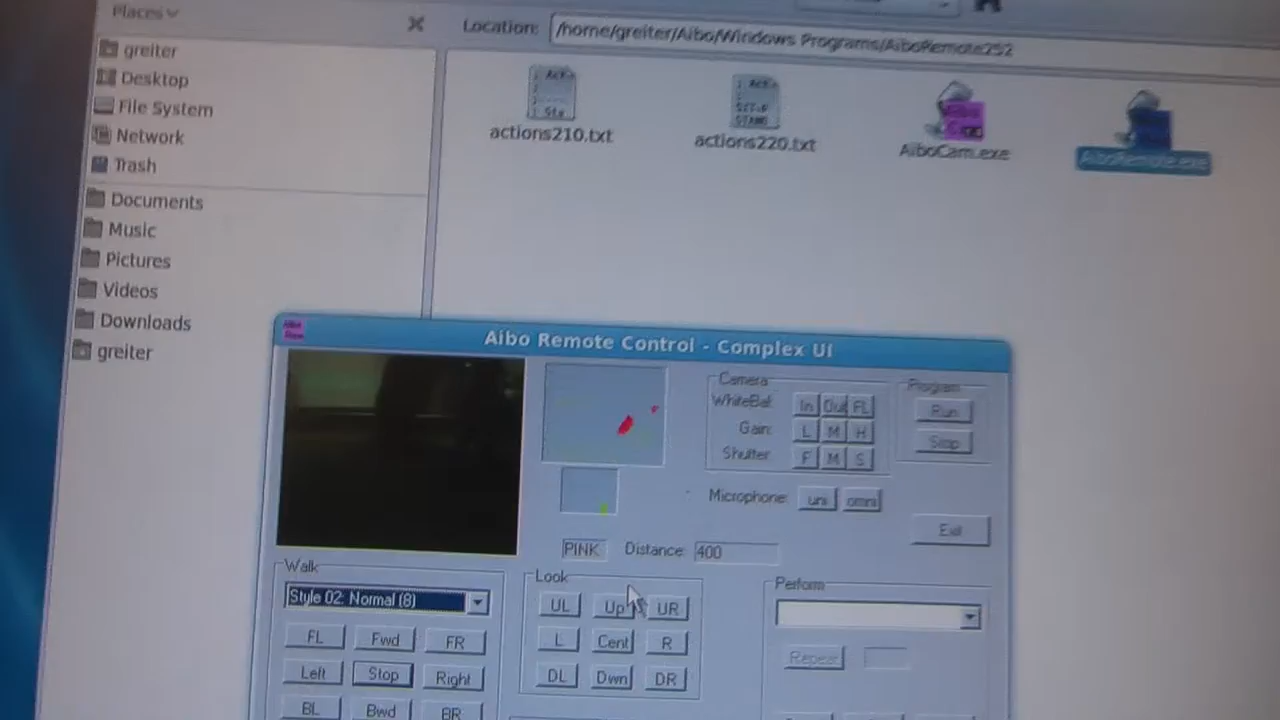 Places
Location: /home/greiter/Aibo/Windows Programs/AiboRemote252
greiter
Desktop
File System
Network
Trash
Documents
Music
Pictures
Videos
Downloads
greiter
actions210.txt
actions220.txt
AiboCam.exe
AiboRemote.exe
Aibo Remote Control - Complex UI
Camera
WhiteBal: In Out FL
Gain: L M H
Shutter F M S
Program
Run
Stop
Microphone: uni omni
Exit
PINK Distance: 400
Walk
Style 02: Normal (8)
FL Fwd FR
Left Stop Right
BL Bwd BR
Look
UL Up UR
L Cent R
DL Dwn DR
Perform
Repeat